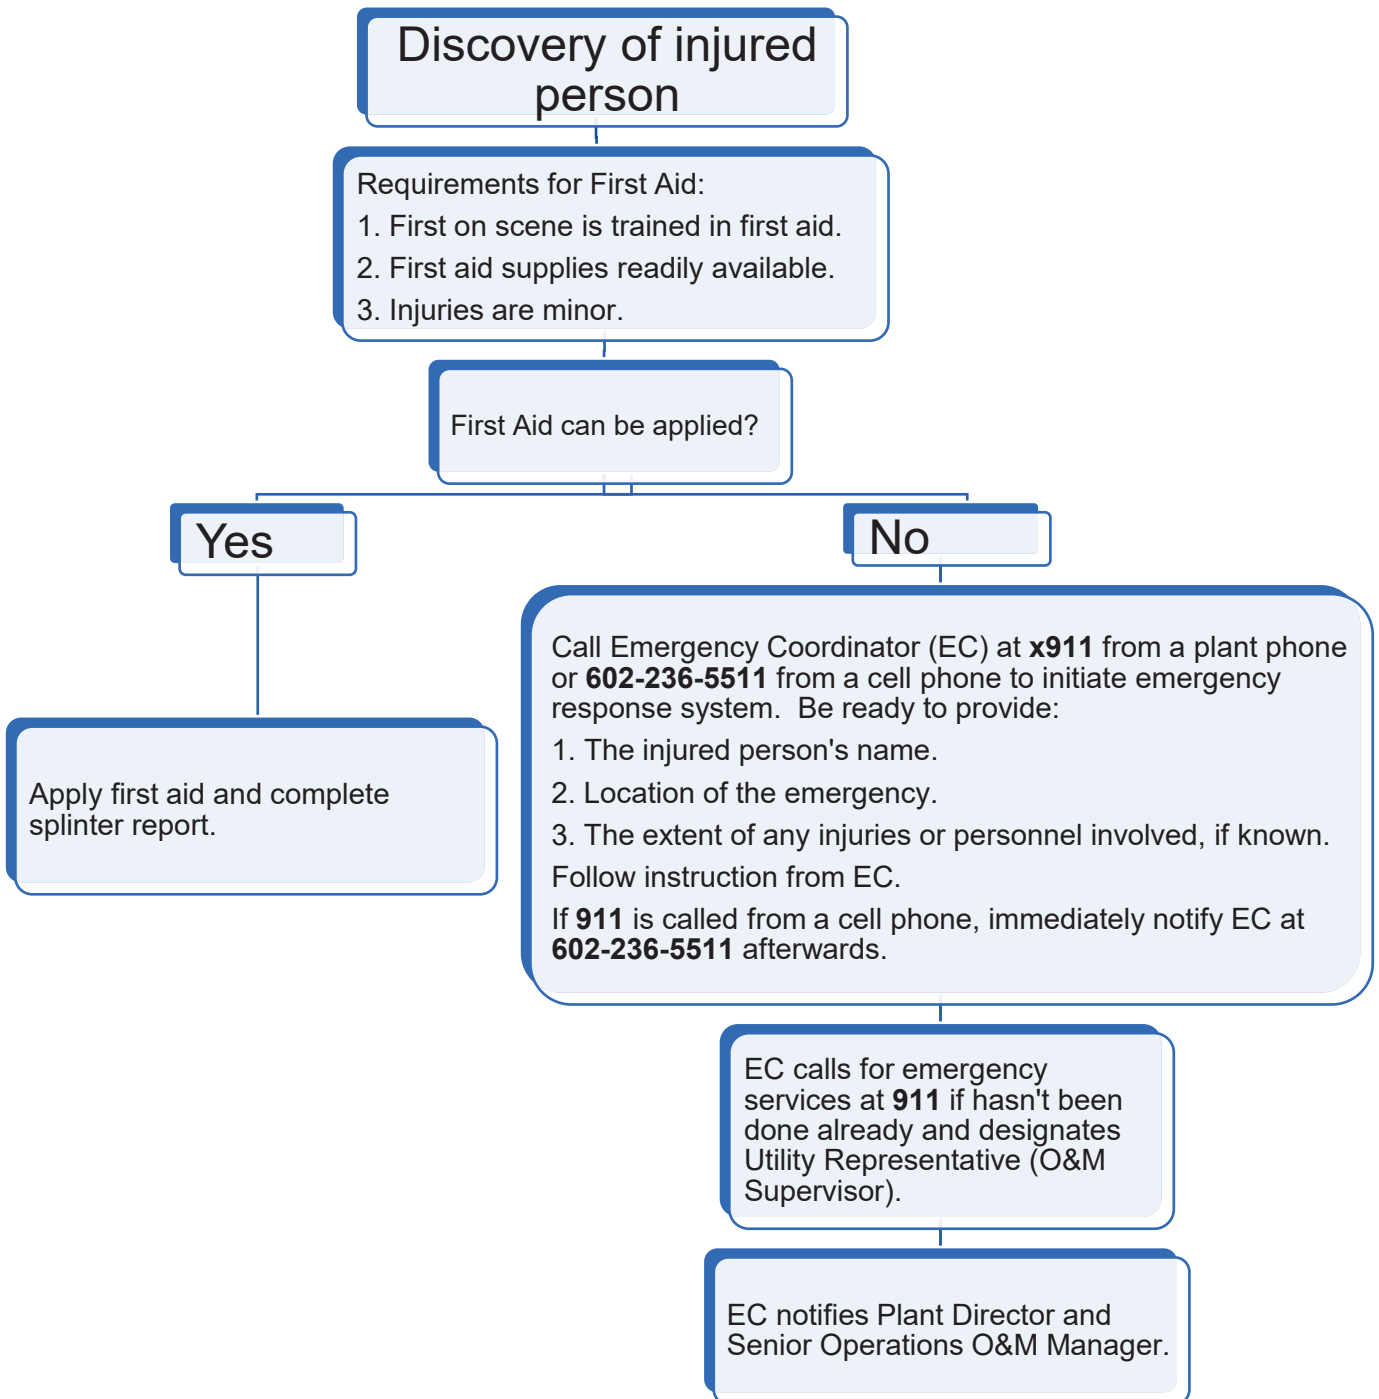 Discovery of injured
person
Requirements for First Aid:
1. First on scene is trained in first aid.
2. First aid supplies readily available.
3. Injuries are minor.
First Aid can be applied?
Yes
No
Apply first aid and complete
splinter report.
Call Emergency Coordinator (EC) at x911 from a plant phone
or 602-236-5511 from a cell phone to initiate emergency
response system.  Be ready to provide:
1. The injured person's name.
2. Location of the emergency.
3. The extent of any injuries or personnel involved, if known.
Follow instruction from EC.
If 911 is called from a cell phone, immediately notify EC at
602-236-5511 afterwards.
EC calls for emergency
services at 911 if hasn't been
done already and designates
Utility Representative (O&M
Supervisor).
EC notifies Plant Director and
Senior Operations O&M Manager.